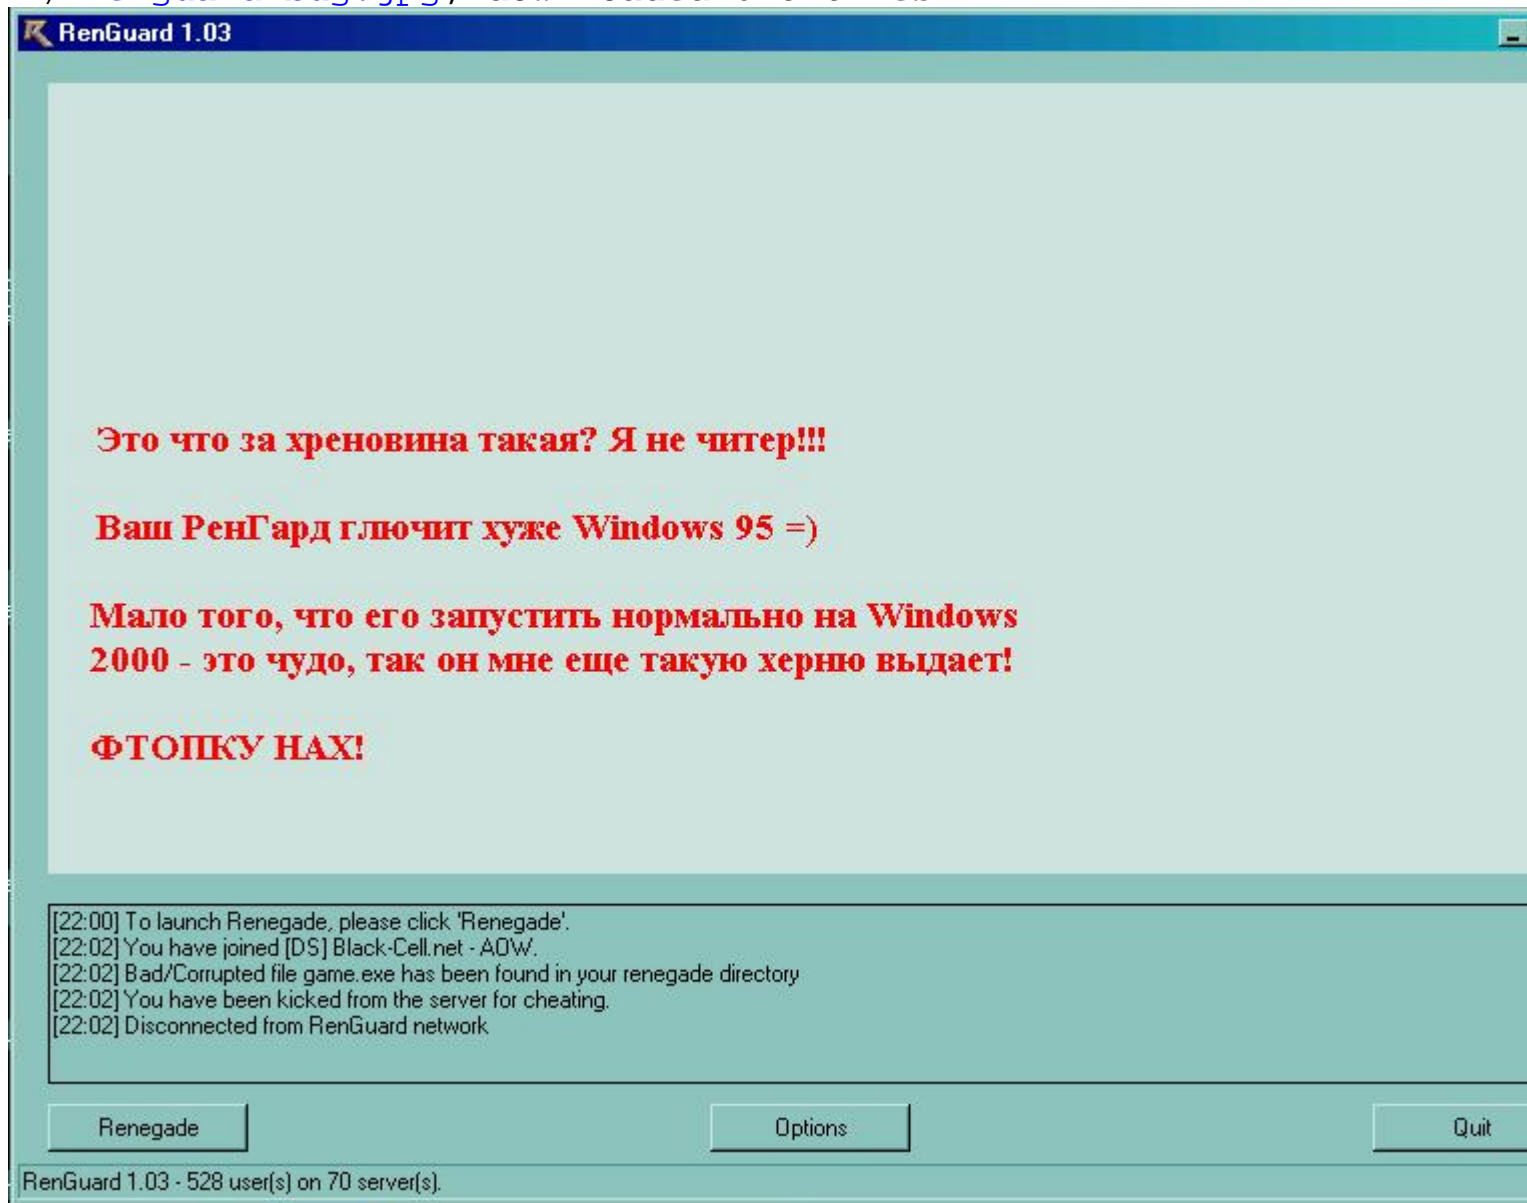 RenGuard 1.03
Это что за хреновина такая? Я не читер!!!
Ваш РенГард глючит хуже Windows 95 =)
Мало того, что его запустить нормально на Windows
2000 - это чудо, так он мне еще такую херню выдает!
ФТОПКУ НАХ!
[22:00] To launch Renegade, please click 'Renegade'.
[22:02] You have joined [DS] Black-Cell.net - AOW.
[22:02] Bad/Corrupted file game.exe has been found in your renegade directory
[22:02] You have been kicked from the server for cheating.
[22:02] Disconnected from RenGuard network
Renegade Options Quit
RenGuard 1.03 - 528 user(s) on 70 server(s).